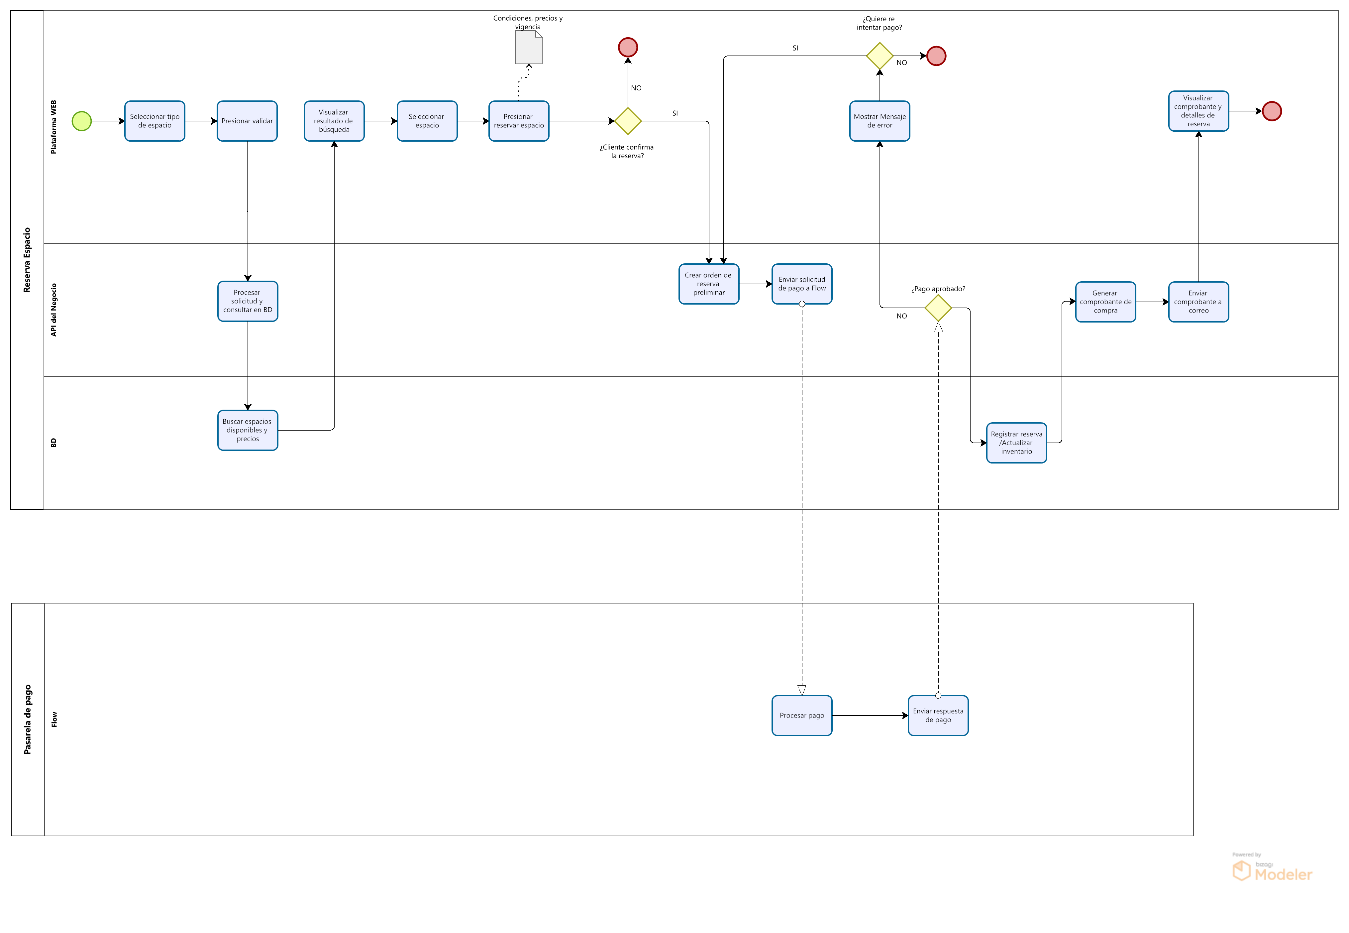 Reserva Espacio
Plataforma WEB
Seleccionar tipo
de espacio
Presionar validar
Visualizar
resultado de
búsqueda
Seleccionar
espacio
Condiciones, precios y
vigencia
Presionar
reservar espacio
NO
SI
¿Cliente confirma
la reserva?
¿Quiere re
intentar pago?
SI
NO
Mostrar Mensaje
de error
Visualizar
comprobante y
detalles de
reserva
API del Negocio
Procesar
solicitud y
consultar en BD
Crear orden de
reserva
preliminar
Enviar solicitud
de pago a Flow
¿Pago aprobado?
NO
Generar
comprobante de
compra
Enviar
comprobante a
correo
BD
Buscar espacios
disponibles y
precios
Registrar reserva
/Actualizar
inventario
Pasarela de pago
Flow
Procesar pago
Enviar respuesta
de pago
Powered by
bizagi
Modeler